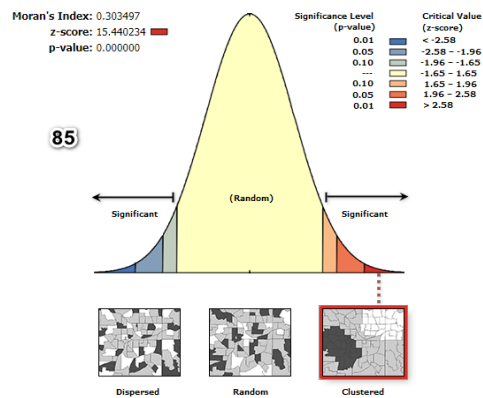 Moran's Index: 0.303497
z-score: 15.440234
p-value: 0.000000
Significance Level (p-value)
Critical Value (z-score)
0.01 < -2.58
0.05 -2.58 – -1.96
0.10 -1.96 – -1.65
--- -1.65 – 1.65
0.10 1.65 – 1.96
0.05 1.96 – 2.58
0.01 > 2.58
85
(Random)
Significant
Significant
Dispersed
Random
Clustered